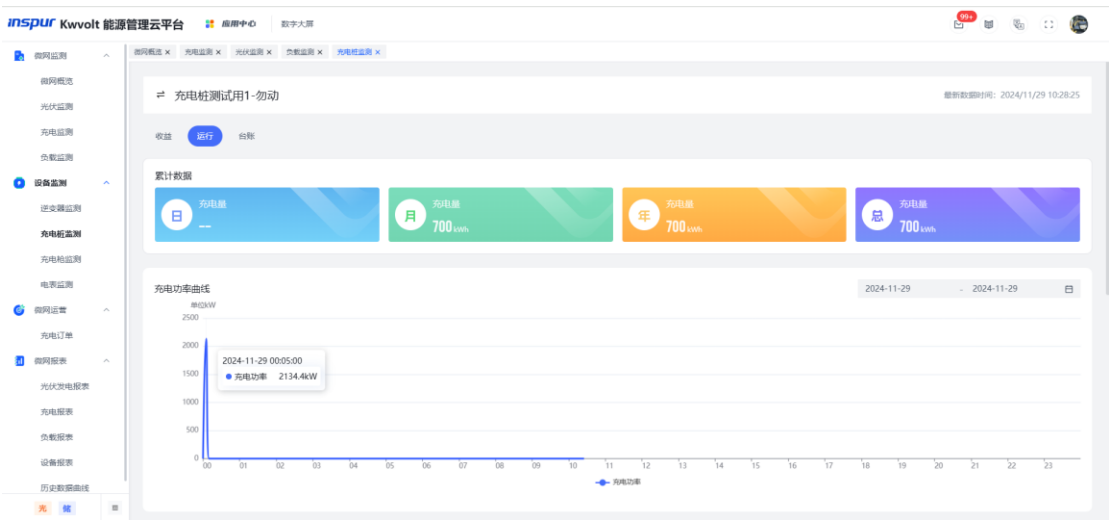 inspur Kwvolt 能源管理云平台 应用中心 数字大屏 99+
微网监测
微网概览
光伏监测
充电监测
负载监测
设备监测
逆变器监测
充电桩监测
充电枪监测
电表监测
微网运营
充电订单
微网报表
光伏发电报表
充电报表
负载报表
设备报表
历史数据曲线
光 储
微网概览 × 充电监测 × 光伏监测 × 负载监测 × 充电桩监测 ×
充电桩测试用1-勿动 最新数据时间：2024/11/29 10:28:25
收益 运行 台账
累计数据
日 充电量 --
月 充电量 700 kWh
年 充电量 700 kWh
总 充电量 700 kWh
充电功率曲线 2024-11-29 - 2024-11-29
单位kW
2500
2000
1500
1000
500
0
2024-11-29 00:05:00
充电功率 2134.4kW
00 01 02 03 04 05 06 07 08 09 10 11 12 13 14 15 16 17 18 19 20 21 22 23
充电功率